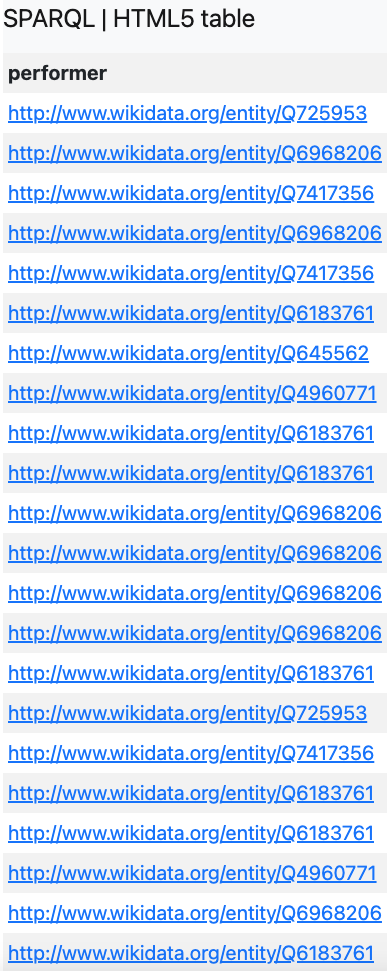 SPARQL | HTML5 table
performer
http://www.wikidata.org/entity/Q725953
http://www.wikidata.org/entity/Q6968206
http://www.wikidata.org/entity/Q7417356
http://www.wikidata.org/entity/Q6968206
http://www.wikidata.org/entity/Q7417356
http://www.wikidata.org/entity/Q6183761
http://www.wikidata.org/entity/Q645562
http://www.wikidata.org/entity/Q4960771
http://www.wikidata.org/entity/Q6183761
http://www.wikidata.org/entity/Q6183761
http://www.wikidata.org/entity/Q6968206
http://www.wikidata.org/entity/Q6968206
http://www.wikidata.org/entity/Q6968206
http://www.wikidata.org/entity/Q6968206
http://www.wikidata.org/entity/Q6183761
http://www.wikidata.org/entity/Q725953
http://www.wikidata.org/entity/Q7417356
http://www.wikidata.org/entity/Q6183761
http://www.wikidata.org/entity/Q6183761
http://www.wikidata.org/entity/Q4960771
http://www.wikidata.org/entity/Q6968206
http://www.wikidata.org/entity/Q6183761